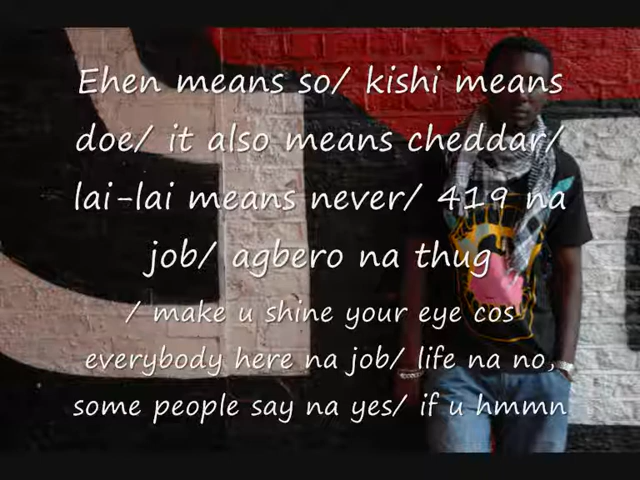 Ehen means so/ kishi means
doe/ it also means cheddar/
lai-lai means never/ 419 na
job/ agbero na thug
/ make u shine your eye cos
everybody here na job/ life na no,
some people say na yes/ if u hmmn